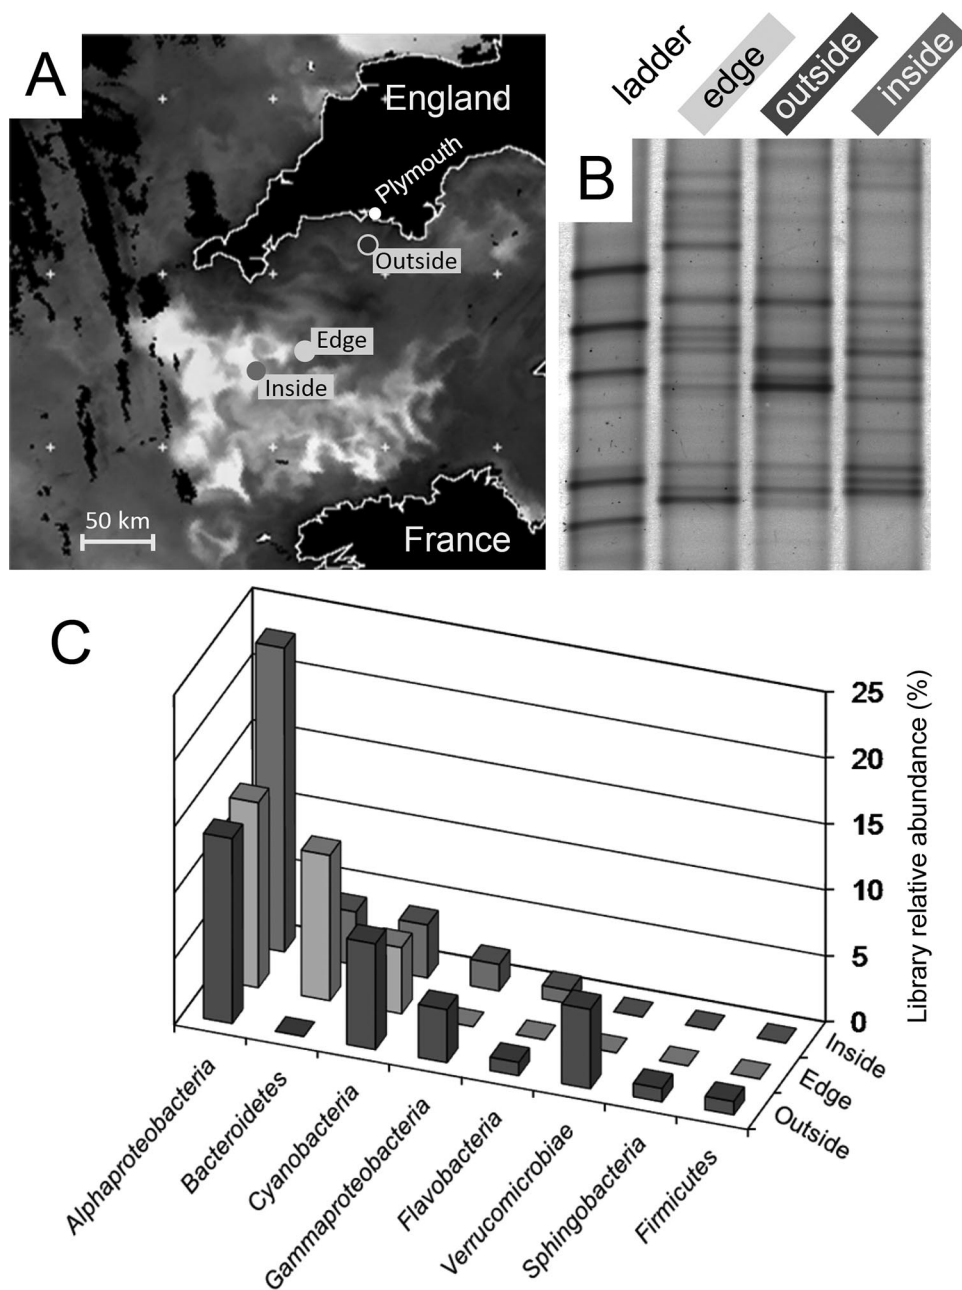 A
England
Plymouth
Outside
Edge
Inside
50 km
France
ladder
edge
outside
inside
B
C
25
20
15
10
5
0
Library relative abundance (%)
Inside
Edge
Outside
Alphaproteobacteria
Bacteroidetes
Cyanobacteria
Gammaproteobacteria
Flavobacteria
Verrucomicrobiae
Sphingobacteria
Firmicutes